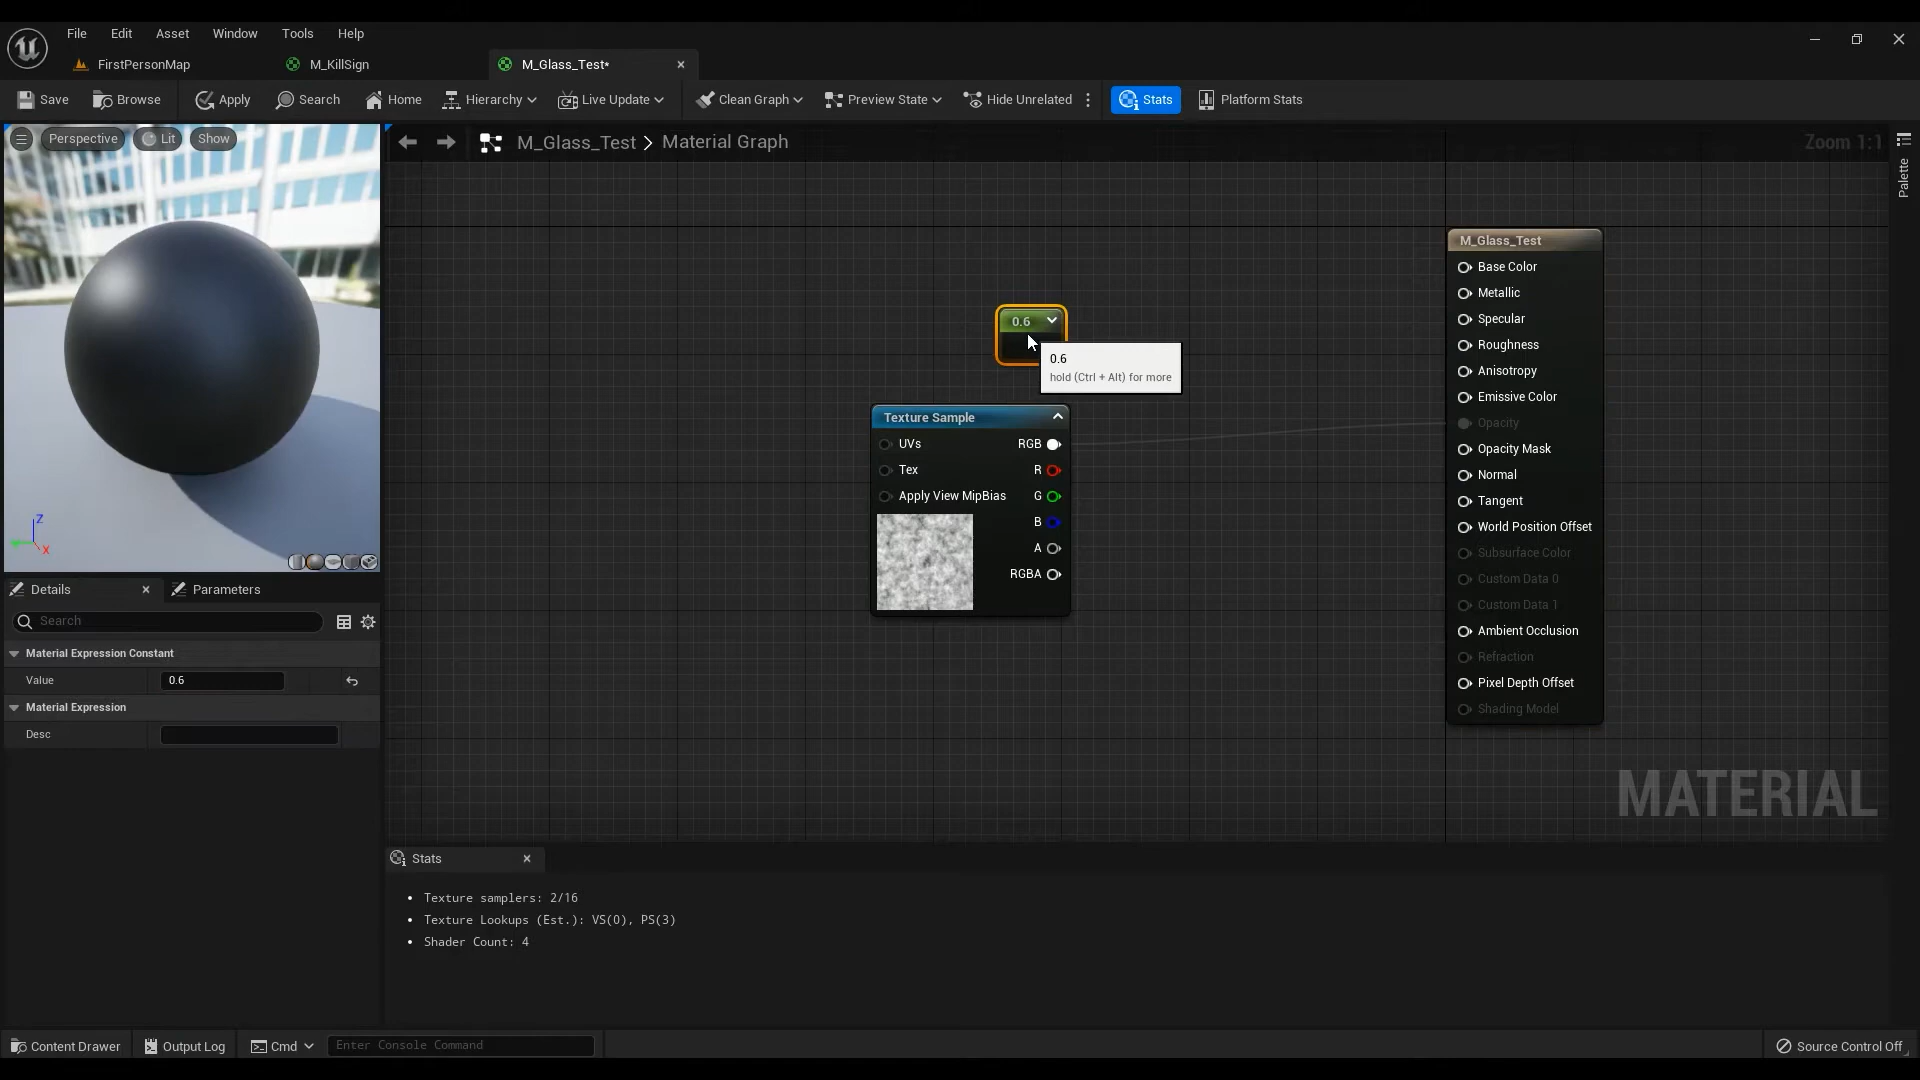 File Edit Asset Window Tools Help
FirstPersonMap M_KillSign M_Glass_Test*
Save Browse Apply Search Home Hierarchy Live Update Clean Graph Preview State Hide Unrelated Stats Platform Stats
Perspective Lit Show
M_Glass_Test > Material Graph
Zoom 1:1
Palette
M_Glass_Test
Base Color
Metallic
Specular
Roughness
Anisotropy
Emissive Color
Opacity
Opacity Mask
Normal
Tangent
World Position Offset
Subsurface Color
Custom Data 0
Custom Data 1
Ambient Occlusion
Refraction
Pixel Depth Offset
Shading Model
0.6
0.6
hold (Ctrl + Alt) for more
Texture Sample
UVs RGB
Tex R
Apply View MipBias G
B
A
RGBA
Z
X
Details Parameters
Search
Material Expression Constant
Value 0.6
Material Expression
Desc
MATERIAL
Stats
• Texture samplers: 2/16
• Texture Lookups (Est.): VS(0), PS(3)
• Shader Count: 4
Content Drawer Output Log Cmd Enter Console Command Source Control Off